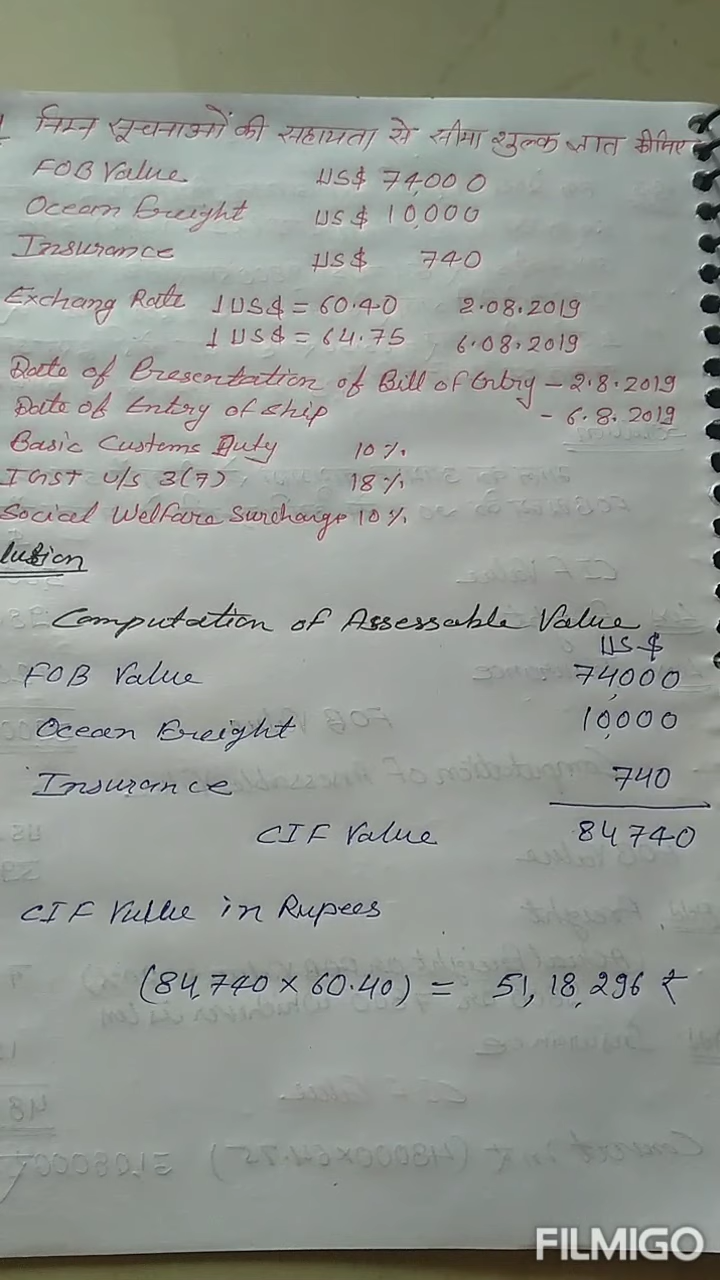 निम्न सूचनाओं की सहायता से सीमा शुल्क ज्ञात कीजिए
FOB Value US$ 74,000
Ocean Freight US$ 10,000
Insurance US$ 740
Exchang Rate 1 US$ = 60.40 2.08.2019
1 US$ = 64.75 6.08.2019
Date of Presentation of Bill of Entry - 2.8.2019
Date of Entry of Ship - 6.8.2019
Basic Customs Duty 10%
IGST u/s 3(7) 18%
Social Welfare Surcharge 10%
lution
Computation of Assessable Value
US$
FOB Value 74,000
Ocean Freight 10,000
Insurance 740
CIF Value 84740
CIF Value in Rupees
(84,740 × 60.40) = 51,18,296 ₹
FILMIGO